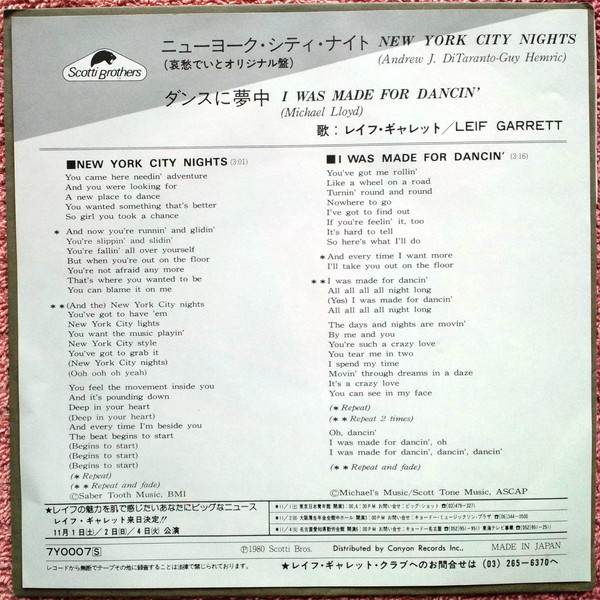 Scotti Brothers
ニューヨーク・シティ・ナイト NEW YORK CITY NIGHTS
(哀愁でいとオリジナル盤) (Andrew J. DiTaranto-Guy Hemric)
ダンスに夢中 I WAS MADE FOR DANCIN'
(Michael Lloyd)
歌：レイフ・ギャレット／LEIF GARRETT
■NEW YORK CITY NIGHTS (3:01)
You came here needin' adventure
And you were looking for
A new place to dance
You wanted something that's better
So girl you took a chance
* And now you're runnin' and glidin'
You're slippin' and slidin'
You're fallin' all over yourself
But when you're out on the floor
You're not afraid any more
That's where you wanted to be
You can blame it on me
**(And the) New York City nights
You've got to have 'em
New York City lights
You want the music playin'
New York City style
You've got to grab it
(New York City nights)
(Ooh ooh oh yeah)
You feel the movement inside you
And it's pounding down
Deep in your heart
(Deep in your heart)
And every time I'm beside you
The beat begins to start
(Begins to start)
(Begins to start)
(Begins to start)
(* Repeat)
(** Repeat and fade)
©Saber Tooth Music, BMI
■I WAS MADE FOR DANCIN' (3:16)
You've got me rollin'
Like a wheel on a road
Turnin' round and round
Nowhere to go
I've got to find out
If you're feelin' it, too
It's hard to tell
So here's what I'll do
*And every time I want more
I'll take you out on the floor
**I was made for dancin'
All all all all night long
(Yes) I was made for dancin'
All all all all night long
The days and nights are movin'
By me and you
You're such a crazy love
You tear me in two
I spend my time
Movin' through dreams in a daze
It's a crazy love
You can see in my face
(* Repeat)
(** Repeat 2 times)
Oh, dancin'
I was made for dancin', oh
I was made for dancin', dancin', dancin'
(** Repeat and fade)
©Michael's Music/Scott Tone Music, ASCAP
★レイフの魅力を肌で感じたいあなたにビッグなニュース
レイフ・ギャレット来日決定!!
11月1日(土)／2日(日)／4日(火) 公演
●11/1(土)
●11/2(日)
●11/4(火)
7Y0007Ⓢ
Ⓟ1980 Scotti Bros. Distributed by Canyon Records Inc., MADE IN JAPAN
レコードから無断でテープその他に録音することは法律で禁じられております。
★レイフ・ギャレット・クラブへのお問合せは (03) 265-6370へ